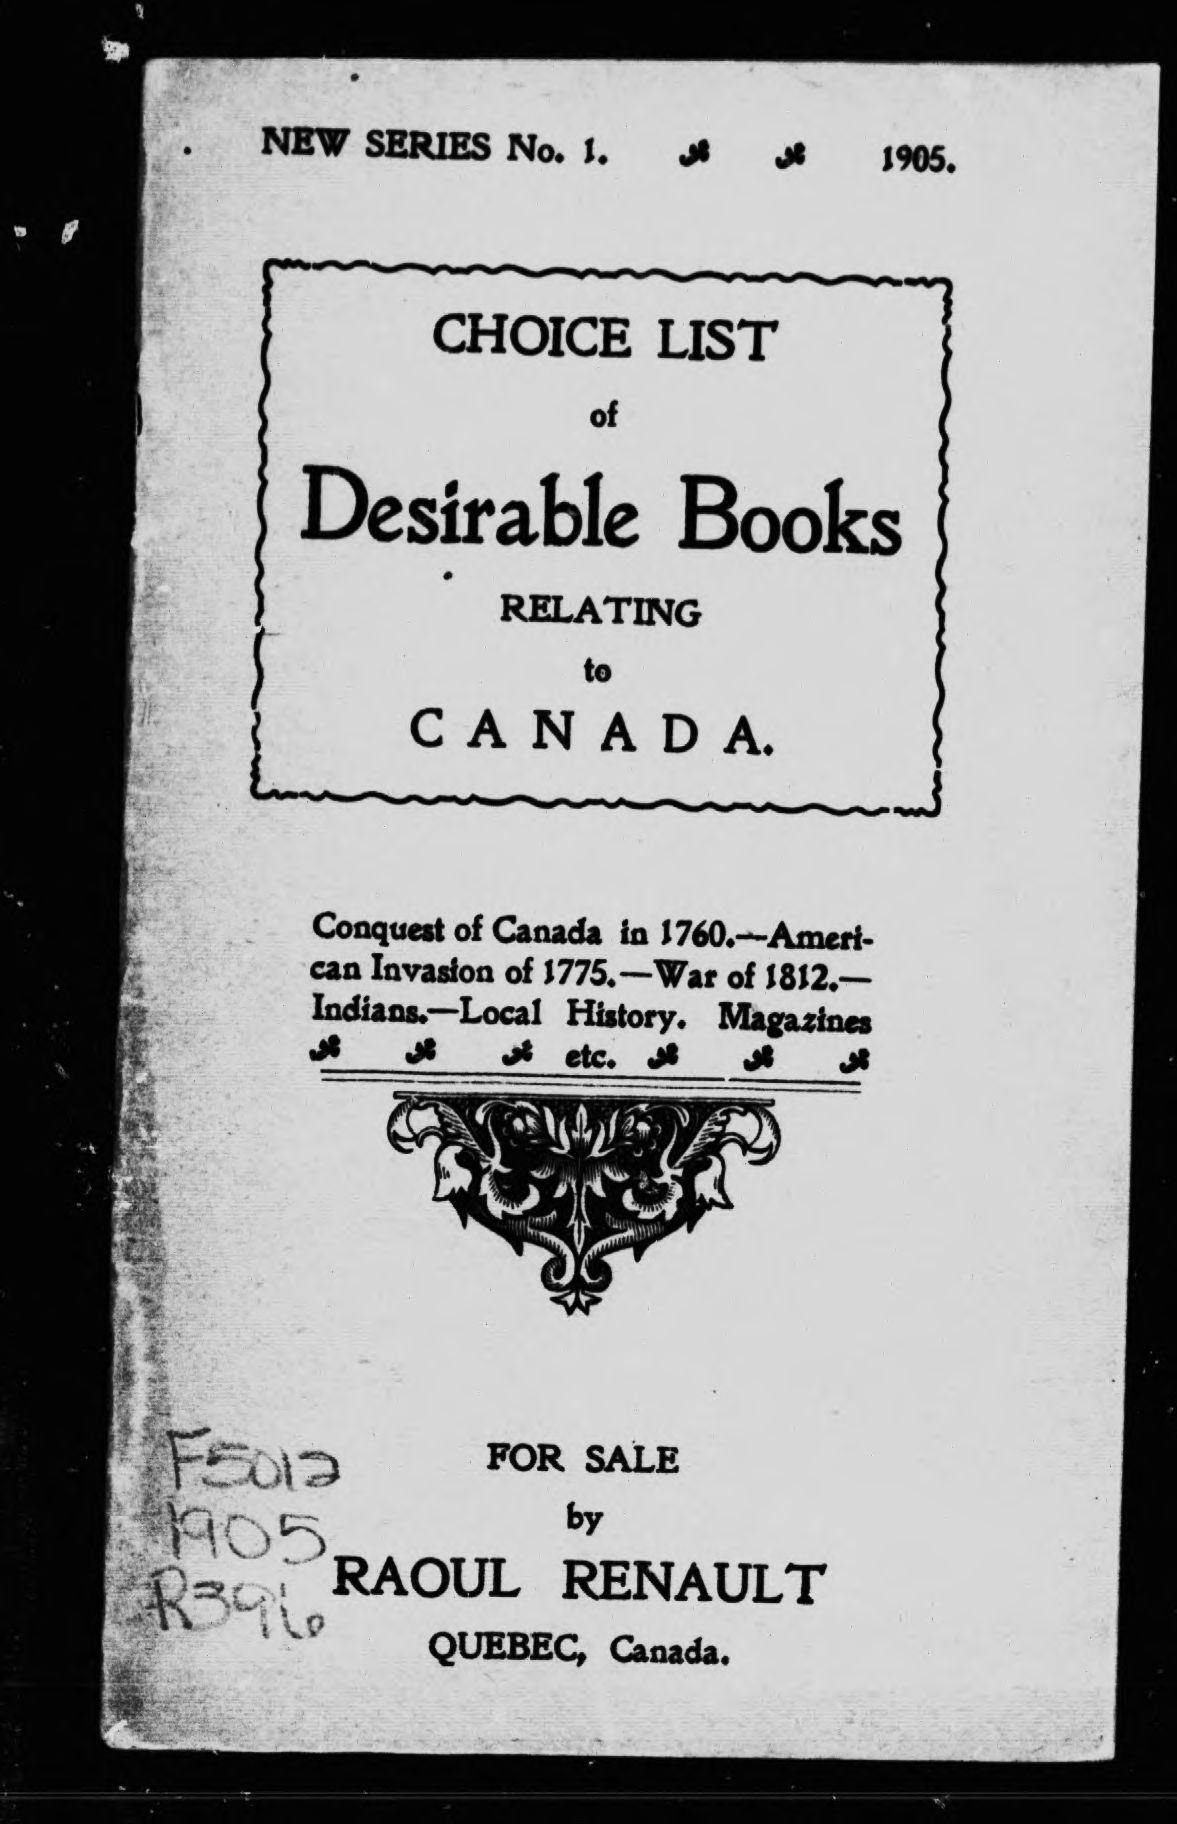 NEW SERIES No. 1. 1905.
CHOICE LIST
of
Desirable Books
RELATING
to
CANADA.
Conquest of Canada in 1760.—Ameri-
can Invasion of 1775.—War of 1812.—
Indians.—Local History. Magazines
etc.
FOR SALE
by
RAOUL RENAULT
QUEBEC, Canada.
F5012
1905
R396